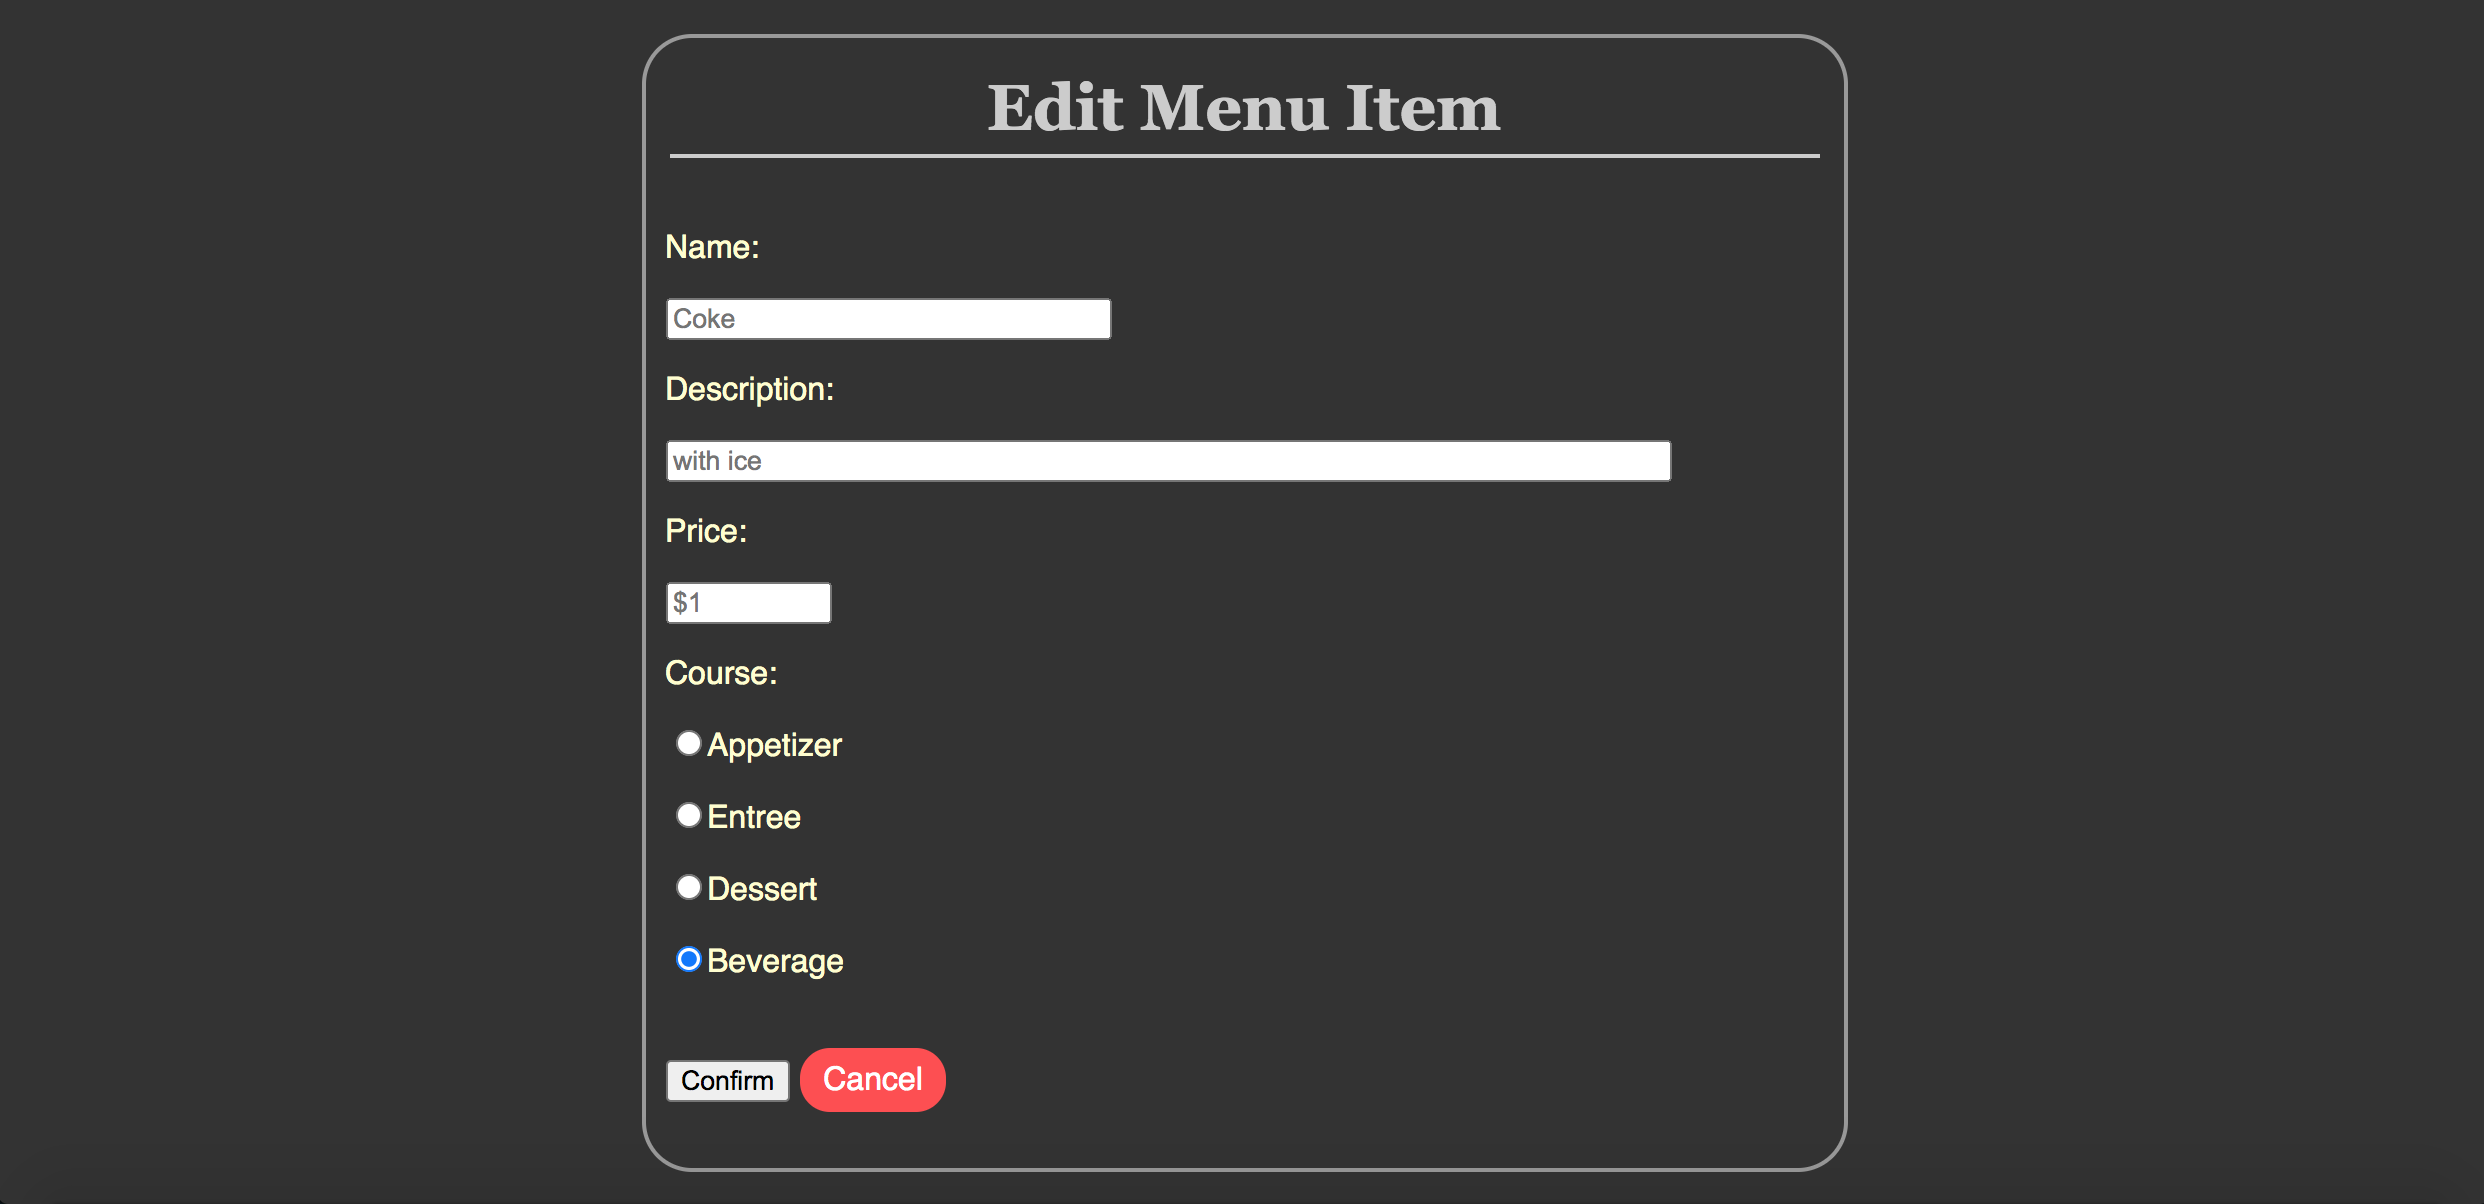 Edit Menu Item
Name:
Coke
Description:
with ice
Price:
$1
Course:
Appetizer
Entree
Dessert
Beverage
Confirm Cancel